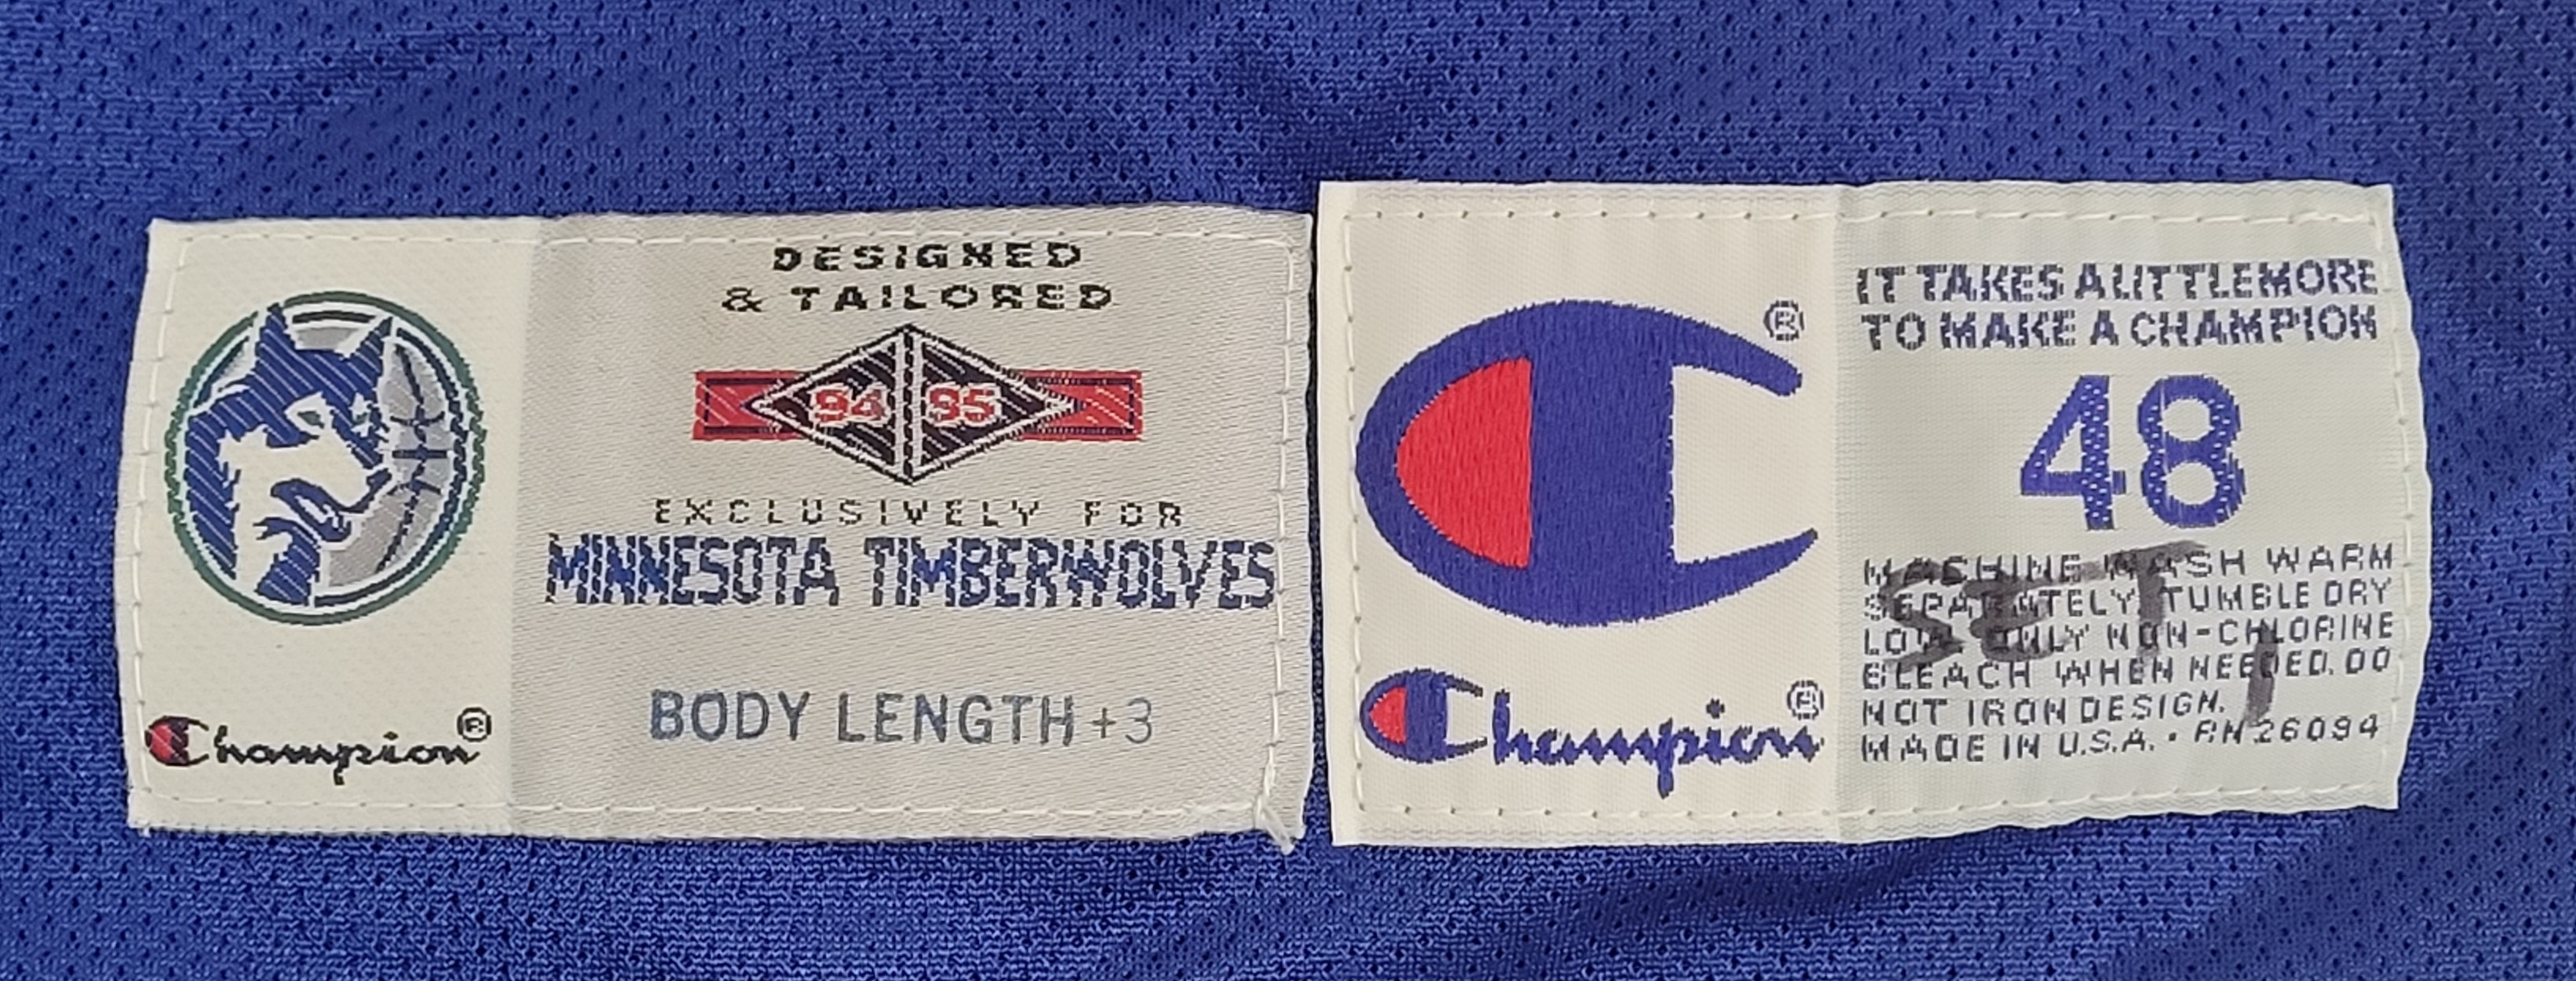 DESIGNED
& TAILORED
94 95
EXCLUSIVELY FOR
MINNESOTA TIMBERWOLVES
BODY LENGTH +3
Champion®
®
Champion®
IT TAKES A LITTLE MORE
TO MAKE A CHAMPION
48
MACHINE WASH WARM
SEPARATELY. TUMBLE DRY
LOW ONLY NON-CHLORINE
BLEACH WHEN NEEDED. DO
NOT IRON DESIGN.
MADE IN U.S.A. • RN 26094
SET 1